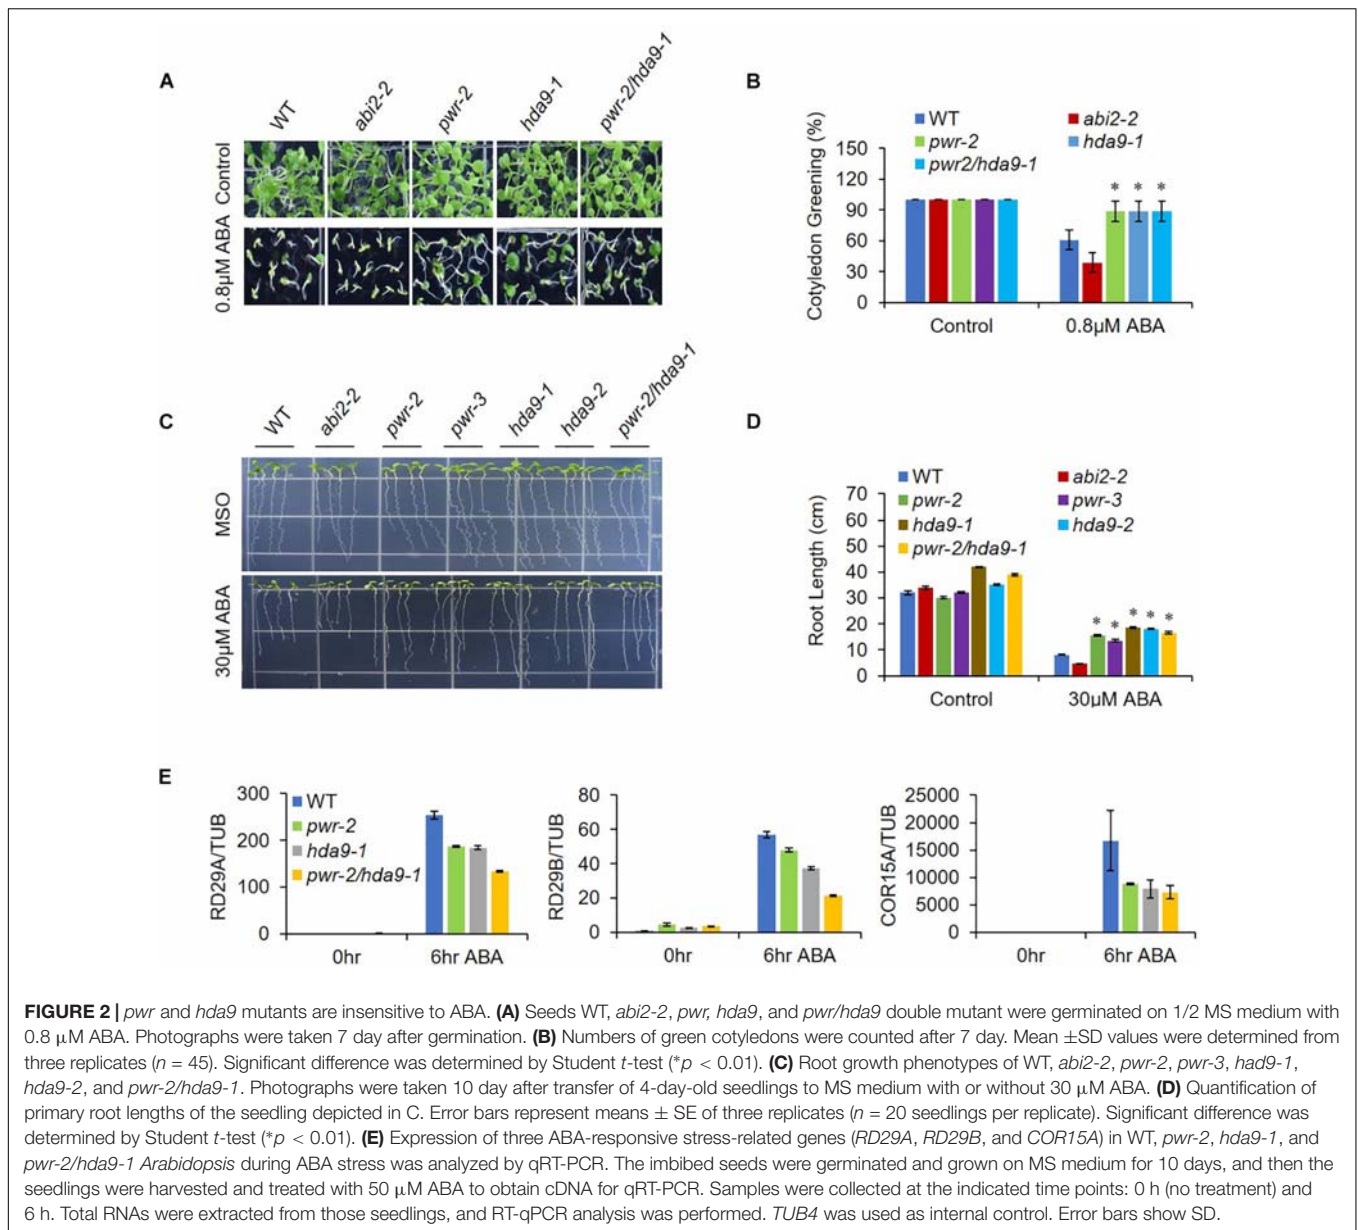 A
WT
abi2-2
pwr-2
hda9-1
pwr-2/hda9-1
Control
0.8µM ABA
B
WT
abi2-2
pwr-2
hda9-1
pwr2/hda9-1
Cotyledon Greening (%)
150
120
90
60
30
0
* * *
Control
0.8µM ABA
C
WT
abi2-2
pwr-2
pwr-3
hda9-1
hda9-2
pwr-2/hda9-1
MSO
30µM ABA
D
WT
abi2-2
pwr-2
pwr-3
hda9-1
hda9-2
pwr-2/hda9-1
Root Length (cm)
70
60
50
40
30
20
10
0
* * * * *
Control
30µM ABA
E
RD29A/TUB
300
200
100
0
WT
pwr-2
hda9-1
pwr-2/hda9-1
0hr
6hr ABA
RD29B/TUB
80
60
40
20
0
0hr
6hr ABA
COR15A/TUB
25000
20000
15000
10000
5000
0
0hr
6hr ABA
FIGURE 2 | pwr and hda9 mutants are insensitive to ABA. (A) Seeds WT, abi2-2, pwr, hda9, and pwr/hda9 double mutant were germinated on 1/2 MS medium with
0.8 µM ABA. Photographs were taken 7 day after germination. (B) Numbers of green cotyledons were counted after 7 day. Mean ±SD values were determined from
three replicates (n = 45). Significant difference was determined by Student t-test (*p < 0.01). (C) Root growth phenotypes of WT, abi2-2, pwr-2, pwr-3, had9-1,
hda9-2, and pwr-2/hda9-1. Photographs were taken 10 day after transfer of 4-day-old seedlings to MS medium with or without 30 µM ABA. (D) Quantification of
primary root lengths of the seedling depicted in C. Error bars represent means ± SE of three replicates (n = 20 seedlings per replicate). Significant difference was
determined by Student t-test (*p < 0.01). (E) Expression of three ABA-responsive stress-related genes (RD29A, RD29B, and COR15A) in WT, pwr-2, hda9-1, and
pwr-2/hda9-1 Arabidopsis during ABA stress was analyzed by qRT-PCR. The imbibed seeds were germinated and grown on MS medium for 10 days, and then the
seedlings were harvested and treated with 50 µM ABA to obtain cDNA for qRT-PCR. Samples were collected at the indicated time points: 0 h (no treatment) and
6 h. Total RNAs were extracted from those seedlings, and RT-qPCR analysis was performed. TUB4 was used as internal control. Error bars show SD.